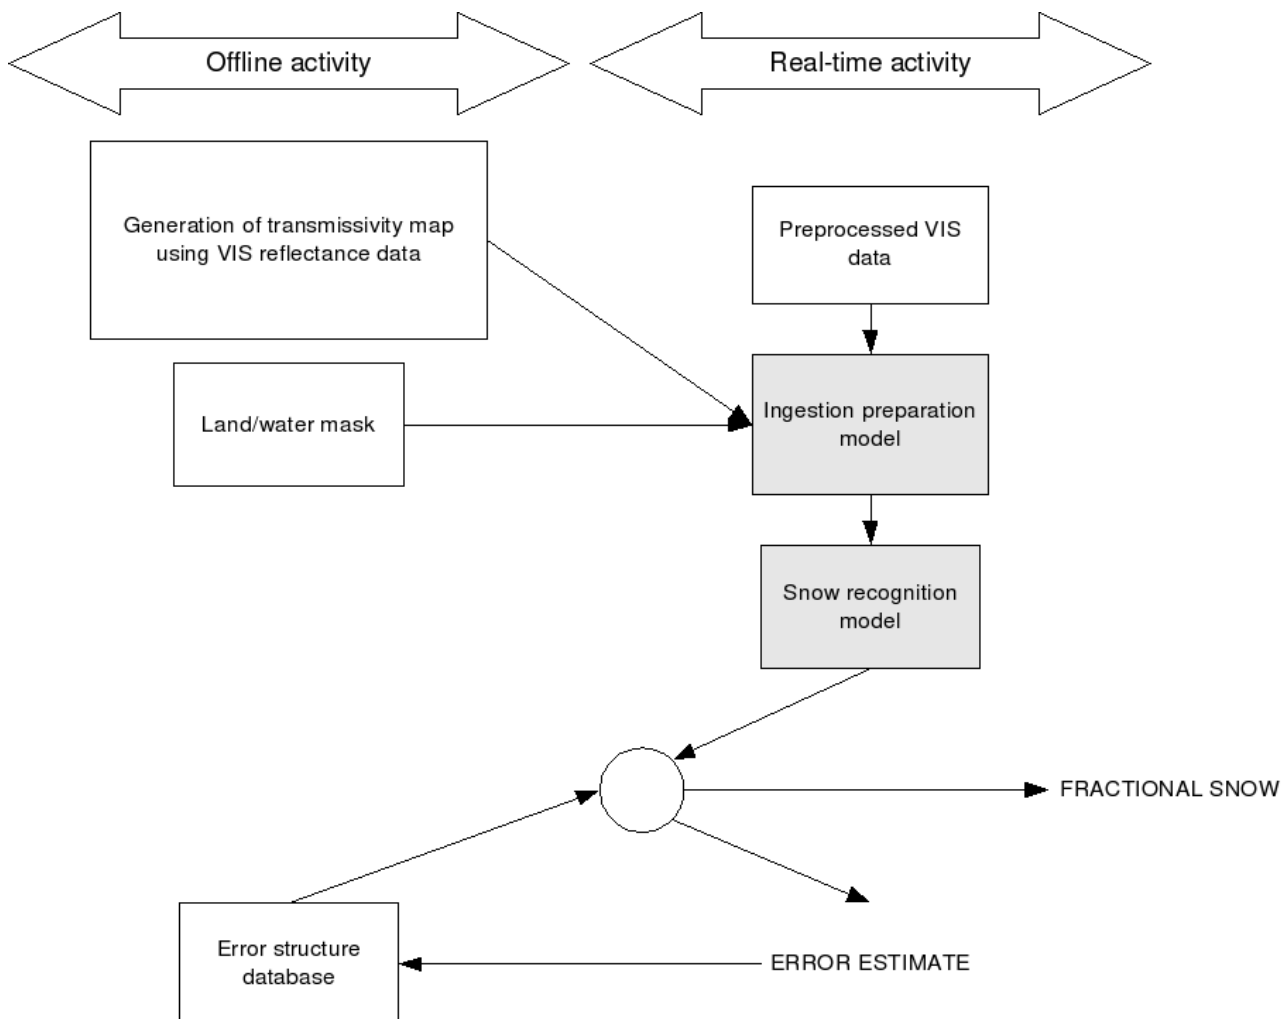 Offline activity
Real-time activity
Generation of transmissivity map
using VIS reflectance data
Preprocessed VIS
data
Land/water mask
Ingestion preparation
model
Snow recognition
model
FRACTIONAL SNOW
Error structure
database
ERROR ESTIMATE